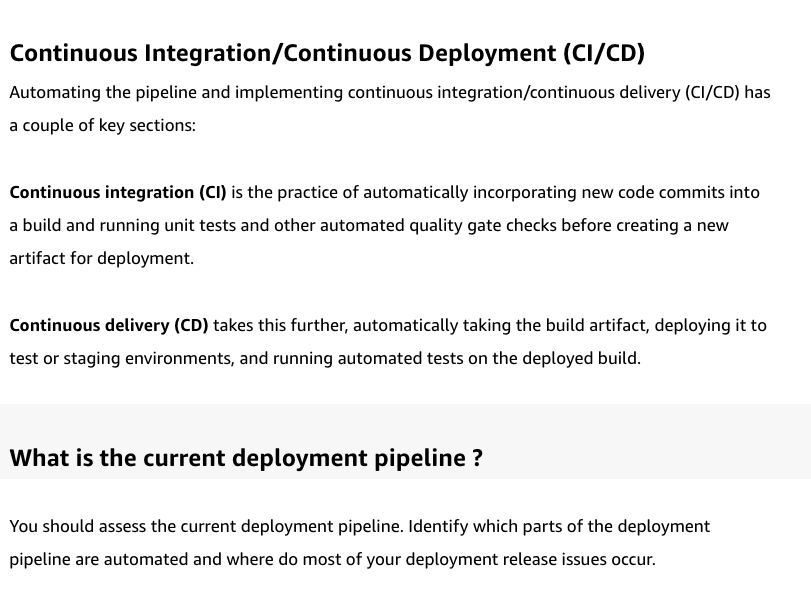 Continuous Integration/Continuous Deployment (CI/CD)
Automating the pipeline and implementing continuous integration/continuous delivery (CI/CD) has
a couple of key sections:
Continuous integration (CI) is the practice of automatically incorporating new code commits into
a build and running unit tests and other automated quality gate checks before creating a new
artifact for deployment.
Continuous delivery (CD) takes this further, automatically taking the build artifact, deploying it to
test or staging environments, and running automated tests on the deployed build.
What is the current deployment pipeline ?
You should assess the current deployment pipeline. Identify which parts of the deployment
pipeline are automated and where do most of your deployment release issues occur.